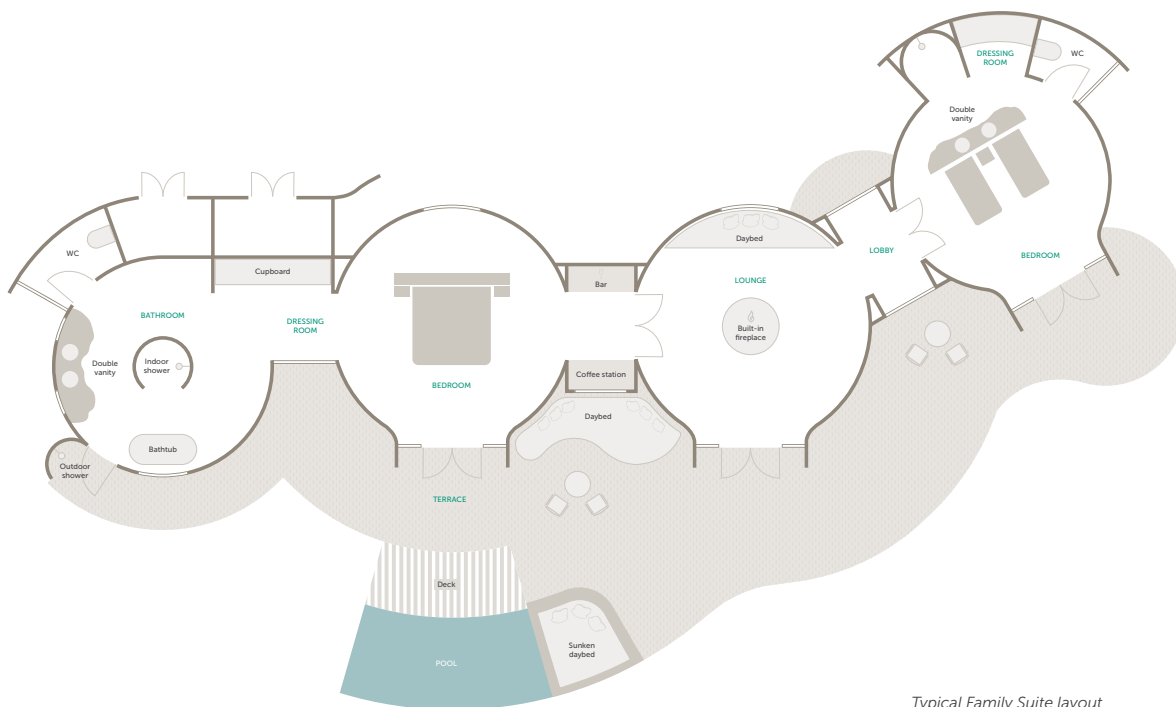 DRESSING
ROOM
WC
Double
vanity
BEDROOM
LOBBY
Daybed
LOUNGE
Built-in
fireplace
Bar
Coffee station
Daybed
BEDROOM
DRESSING
ROOM
Cupboard
WC
BATHROOM
Double
vanity
Indoor
shower
Bathtub
Outdoor
shower
TERRACE
Deck
POOL
Sunken
daybed
Typical Family Suite layout